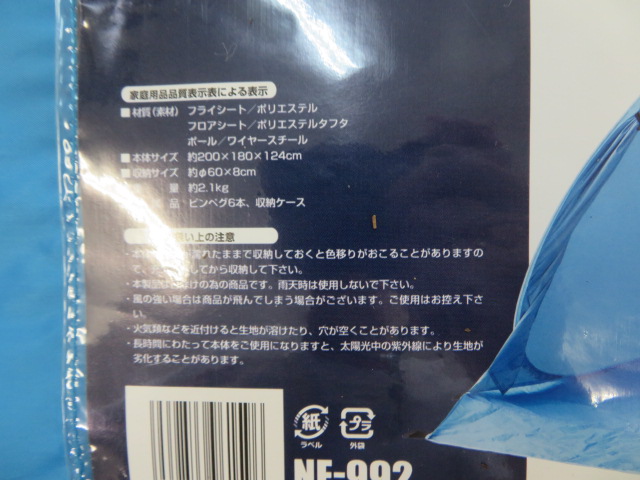 家庭用品品質表示表による表示
■材質(素材) フライシート／ポリエステル
フロアシート／ポリエステルタフタ
ポール／ワイヤースチール
■本体サイズ 約200×180×124cm
■収納サイズ 約φ60×8cm
量 約2.1kg
品 ピンペグ6本、収納ケース
い上の注意
・本 れたままで収納しておくと色移りがおこることがありますの
で、 してから収納して下さい。
・本製品は けの為の商品です。雨天時は使用しないで下さい。
・風の強い場合は商品が飛んでしまう場合がございます。ご使用はお控え下さ
い。
・火気類などを近付けると生地が溶けたり、穴が空くことがあります。
・長時間にわたって本体をご使用になりますと、太陽光中の紫外線により生地が
劣化することがあります。
紙 プラ
ラベル 外袋
NF-992